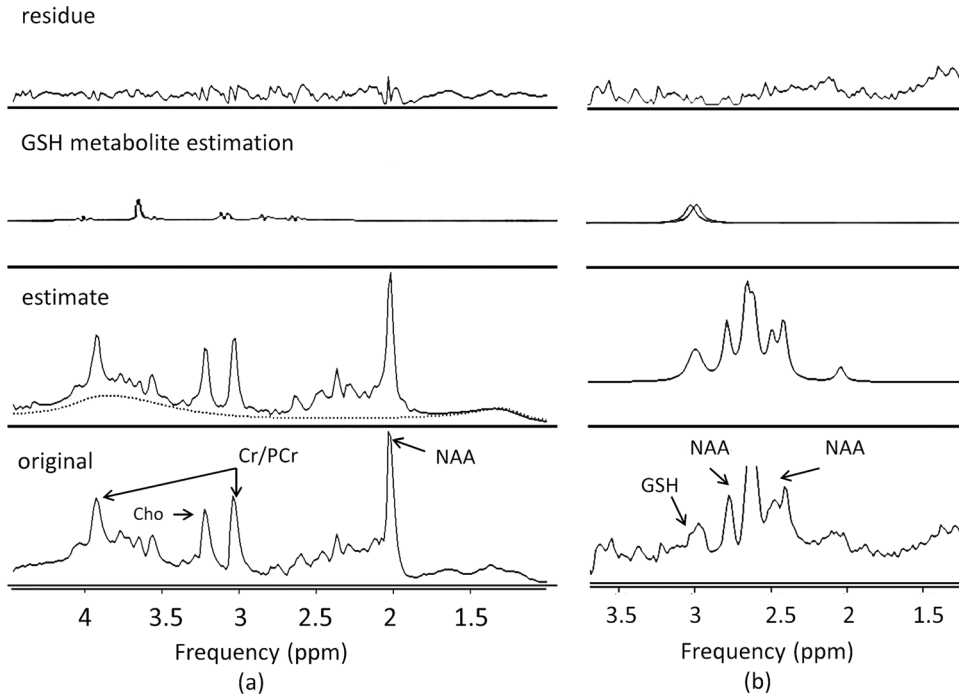 residue
GSH metabolite estimation
estimate
original
Cr/PCr
Cho
NAA
4 3.5 3 2.5 2 1.5
Frequency (ppm)
(a)
NAA
NAA
GSH
3.5 3 2.5 2 1.5
Frequency (ppm)
(b)